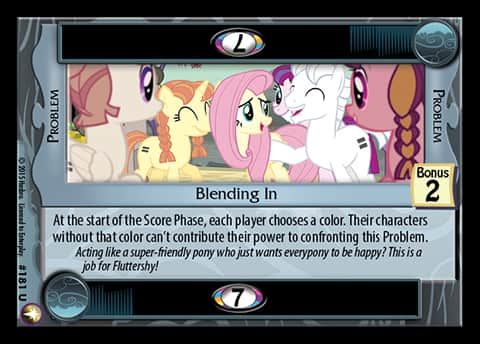 7
PROBLEM
PROBLEM
Blending In
Bonus
2
At the start of the Score Phase, each player chooses a color. Their characters
without that color can't contribute their power to confronting this Problem.
Acting like a super-friendly pony who just wants everypony to be happy? This is a
job for Fluttershy!
© 2015 Hasbro. Licensed to Enterplay.
#181 U
7